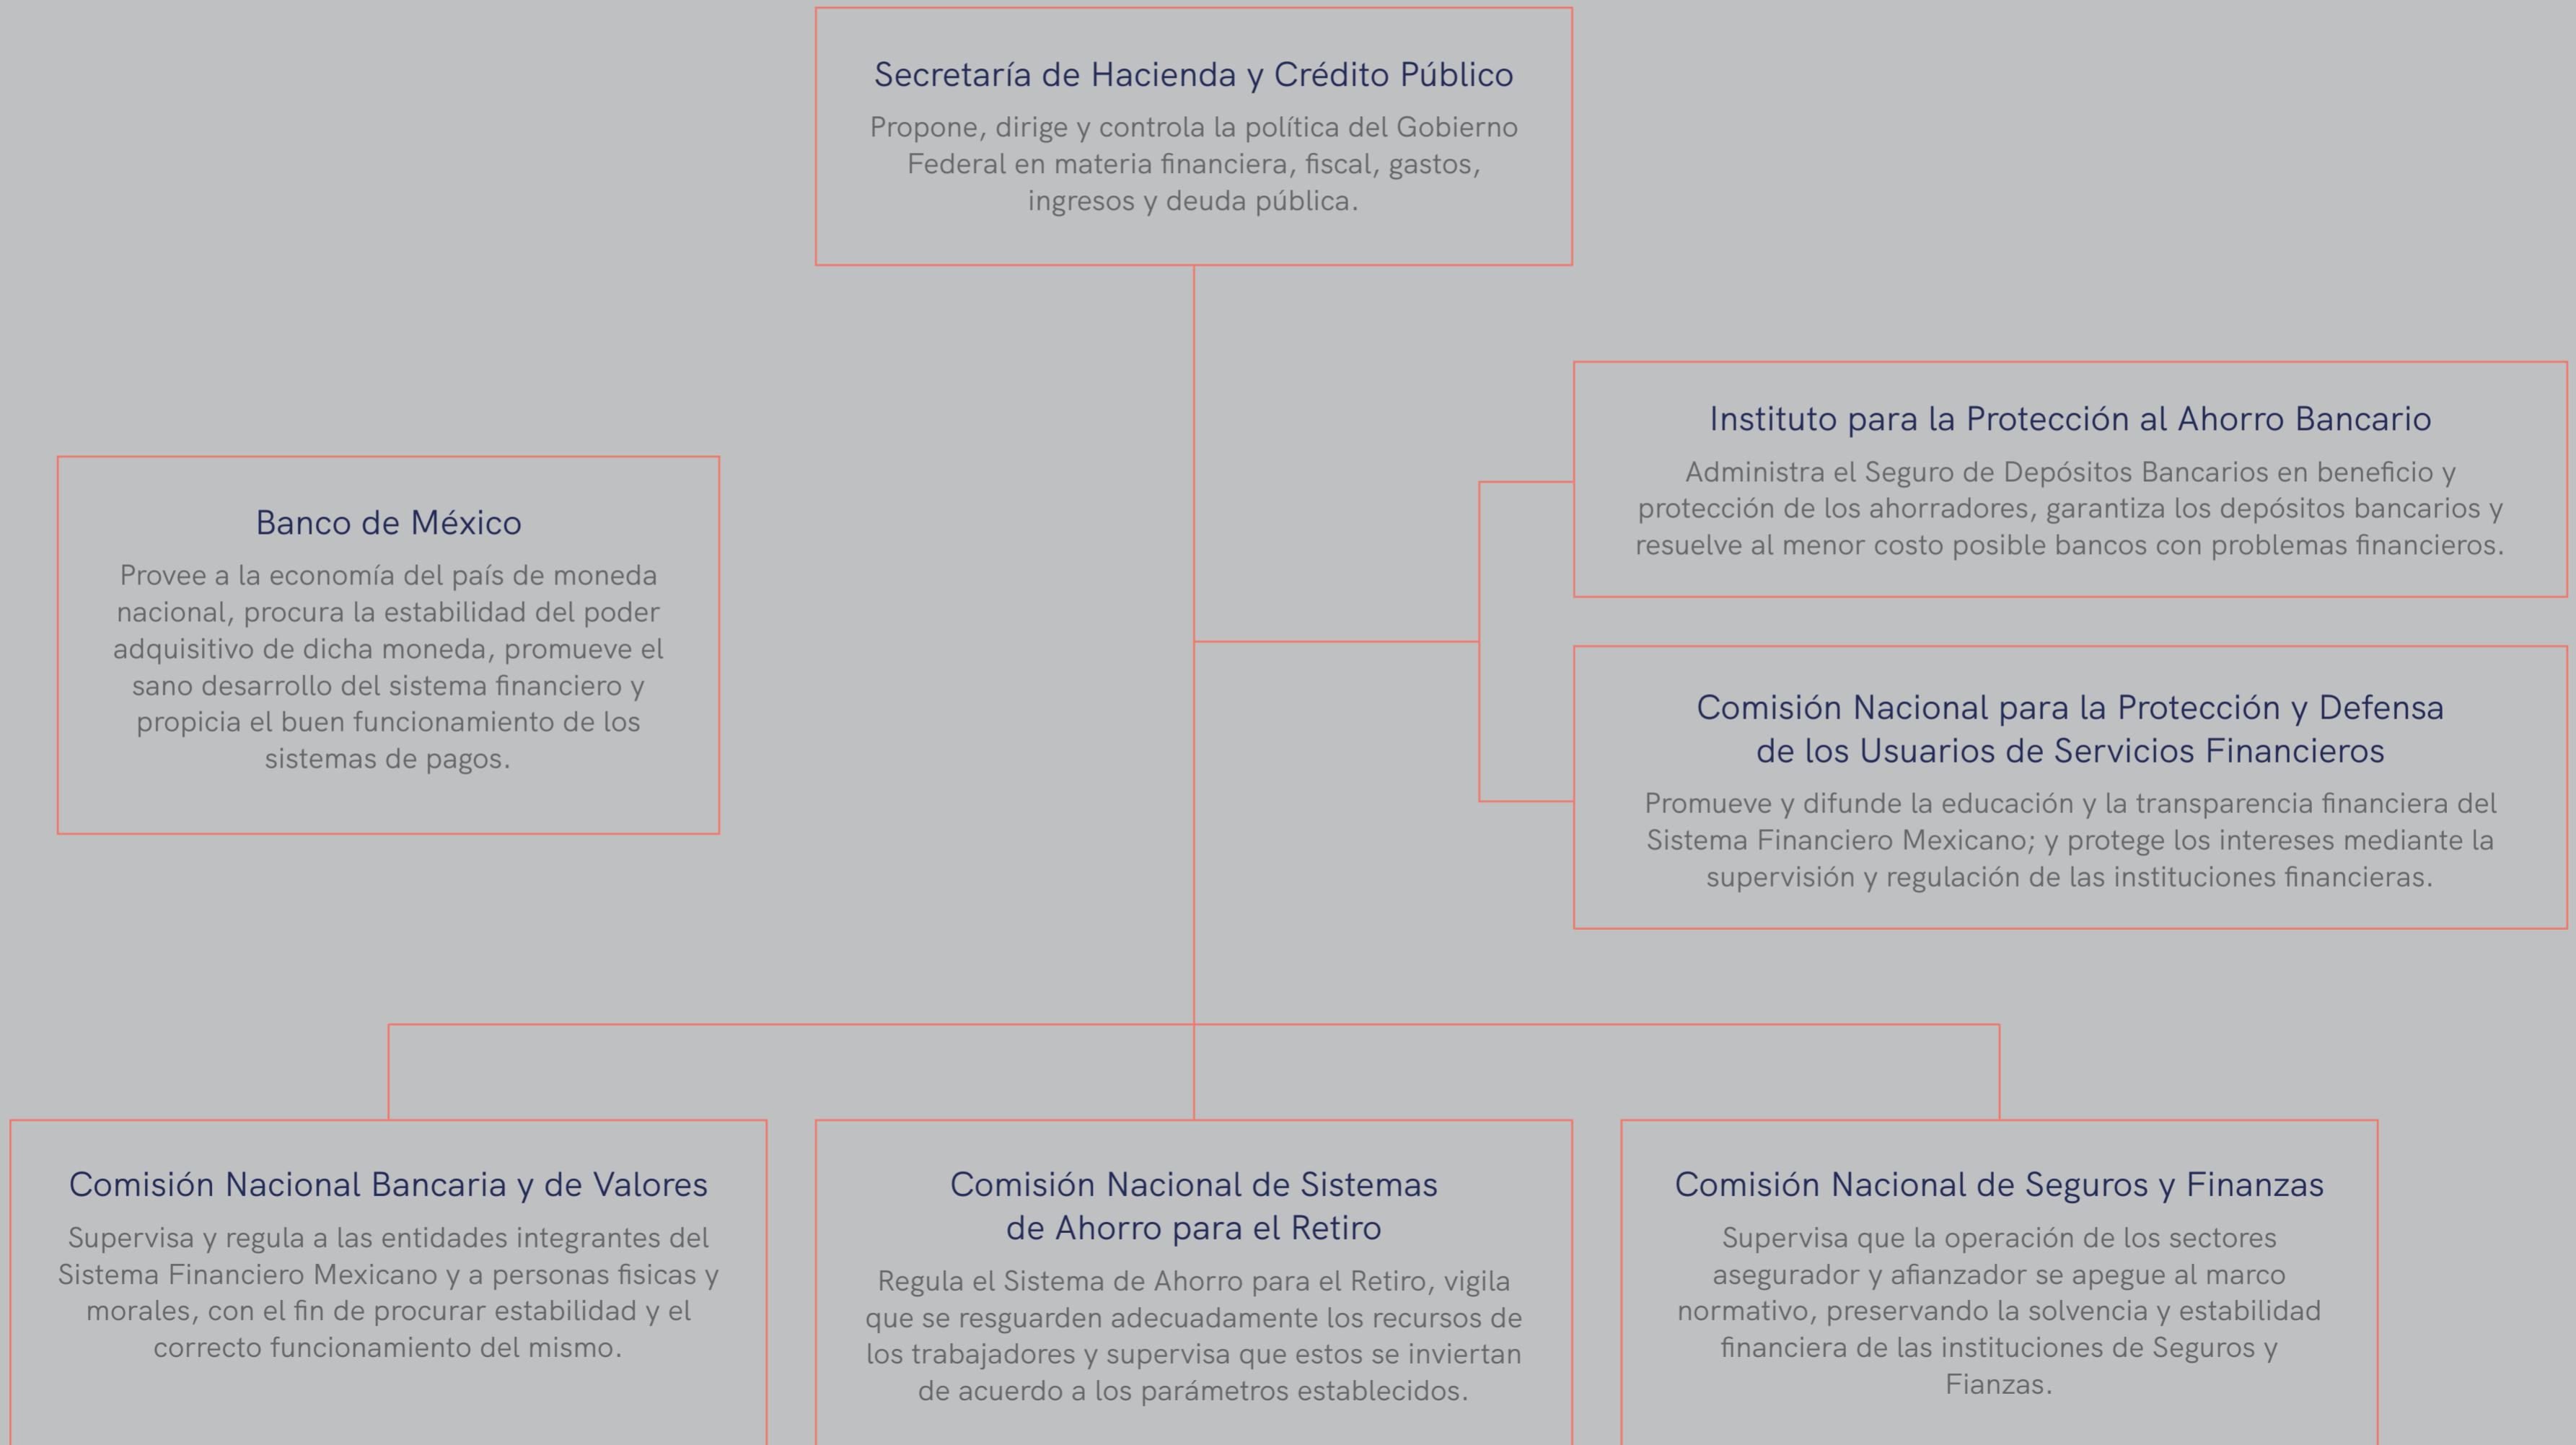 Secretaría de Hacienda y Crédito Público
Propone, dirige y controla la política del Gobierno
Federal en materia financiera, fiscal, gastos,
ingresos y deuda pública.
Instituto para la Protección al Ahorro Bancario
Administra el Seguro de Depósitos Bancarios en beneficio y
protección de los ahorradores, garantiza los depósitos bancarios y
resuelve al menor costo posible bancos con problemas financieros.
Banco de México
Provee a la economía del país de moneda
nacional, procura la estabilidad del poder
adquisitivo de dicha moneda, promueve el
sano desarrollo del sistema financiero y
propicia el buen funcionamiento de los
sistemas de pagos.
Comisión Nacional para la Protección y Defensa
de los Usuarios de Servicios Financieros
Promueve y difunde la educación y la transparencia financiera del
Sistema Financiero Mexicano; y protege los intereses mediante la
supervisión y regulación de las instituciones financieras.
Comisión Nacional Bancaria y de Valores
Supervisa y regula a las entidades integrantes del
Sistema Financiero Mexicano y a personas fisicas y
morales, con el fin de procurar estabilidad y el
correcto funcionamiento del mismo.
Comisión Nacional de Sistemas
de Ahorro para el Retiro
Regula el Sistema de Ahorro para el Retiro, vigila
que se resguarden adecuadamente los recursos de
los trabajadores y supervisa que estos se inviertan
de acuerdo a los parámetros establecidos.
Comisión Nacional de Seguros y Finanzas
Supervisa que la operación de los sectores
asegurador y afianzador se apegue al marco
normativo, preservando la solvencia y estabilidad
financiera de las instituciones de Seguros y
Fianzas.